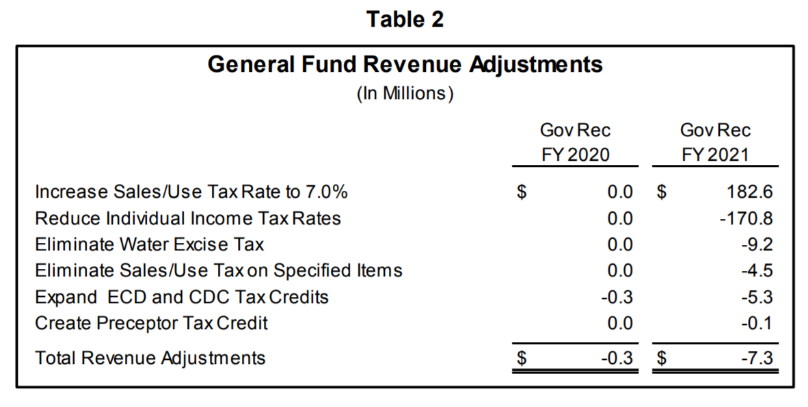 Table 2
General Fund Revenue Adjustments
(In Millions)
Gov Rec Gov Rec
FY 2020 FY 2021
Increase Sales/Use Tax Rate to 7.0% $ 0.0 $ 182.6
Reduce Individual Income Tax Rates 0.0 -170.8
Eliminate Water Excise Tax 0.0 -9.2
Eliminate Sales/Use Tax on Specified Items 0.0 -4.5
Expand ECD and CDC Tax Credits -0.3 -5.3
Create Preceptor Tax Credit 0.0 -0.1
Total Revenue Adjustments $ -0.3 $ -7.3